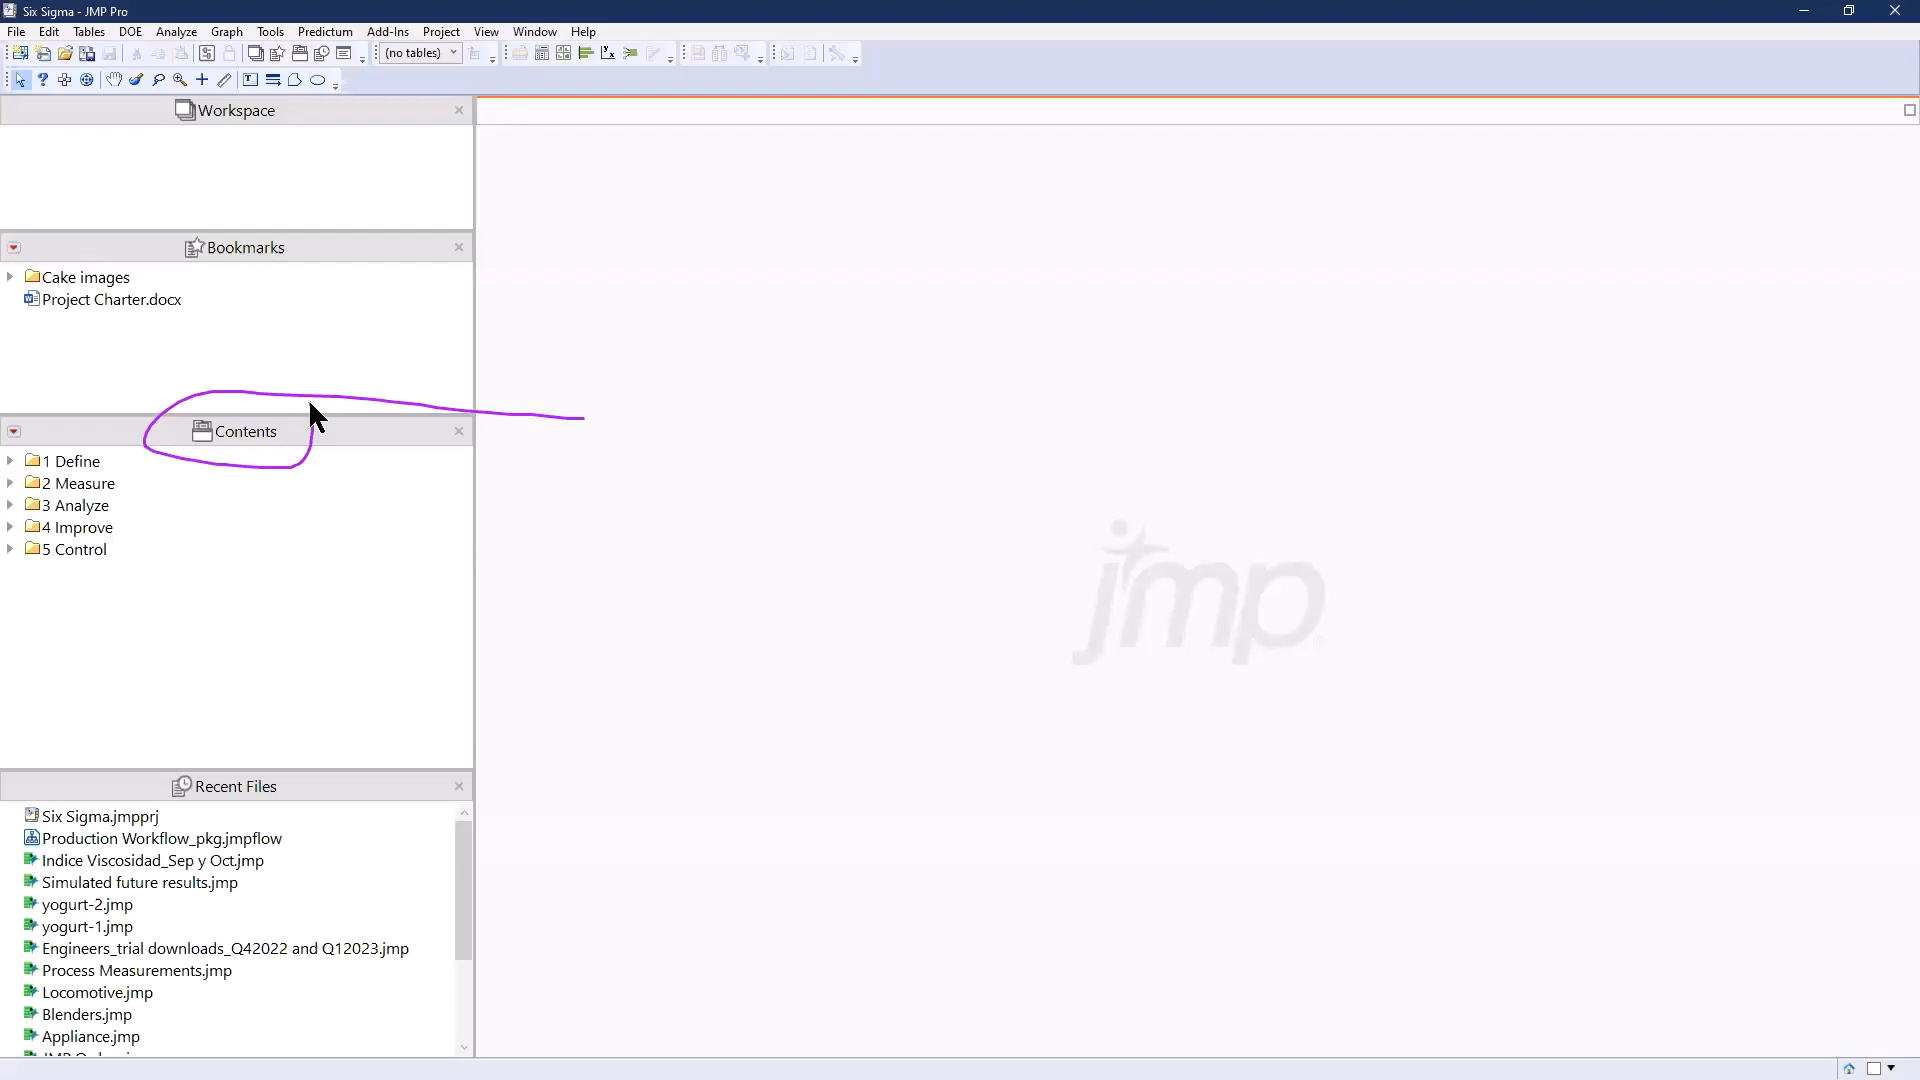 Six Sigma - JMP Pro
File Edit Tables DOE Analyze Graph Tools Predictum Add-Ins Project View Window Help
(no tables)
Workspace
Bookmarks
Cake images
Project Charter.docx
Contents
1 Define
2 Measure
3 Analyze
4 Improve
5 Control
jmp
Recent Files
Six Sigma.jmpprj
Production Workflow_pkg.jmpflow
Indice Viscosidad_Sep y Oct.jmp
Simulated future results.jmp
yogurt-2.jmp
yogurt-1.jmp
Engineers_trial downloads_Q42022 and Q12023.jmp
Process Measurements.jmp
Locomotive.jmp
Blenders.jmp
Appliance.jmp